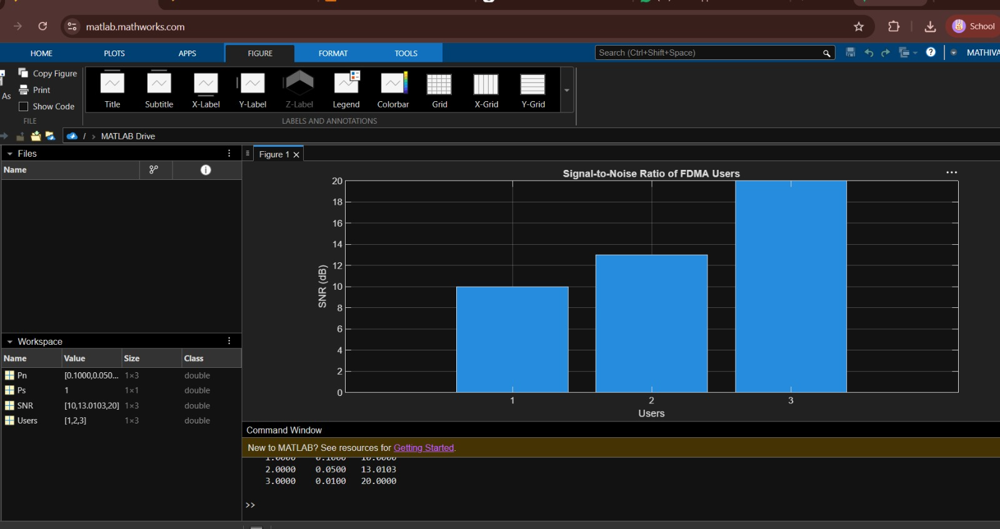 matlab.mathworks.com
School
HOME PLOTS APPS FIGURE FORMAT TOOLS
Search (Ctrl+Shift+Space)
MATHIVA
As
Copy Figure
Print
Show Code
FILE
Title Subtitle X-Label Y-Label Z-Label Legend Colorbar Grid X-Grid Y-Grid
LABELS AND ANNOTATIONS
/ > MATLAB Drive
Files
Name
Figure 1
Signal-to-Noise Ratio of FDMA Users
20
18
16
14
12
10
8
6
4
2
0
SNR (dB)
1 2 3
Users
Workspace
Name Value Size Class
Pn [0.1000,0.050... 1×3 double
Ps 1 1×1 double
SNR [10,13.0103,20] 1×3 double
Users [1,2,3] 1×3 double
Command Window
New to MATLAB? See resources for Getting Started.
1.0000 0.1000 10.0000
2.0000 0.0500 13.0103
3.0000 0.0100 20.0000
>>